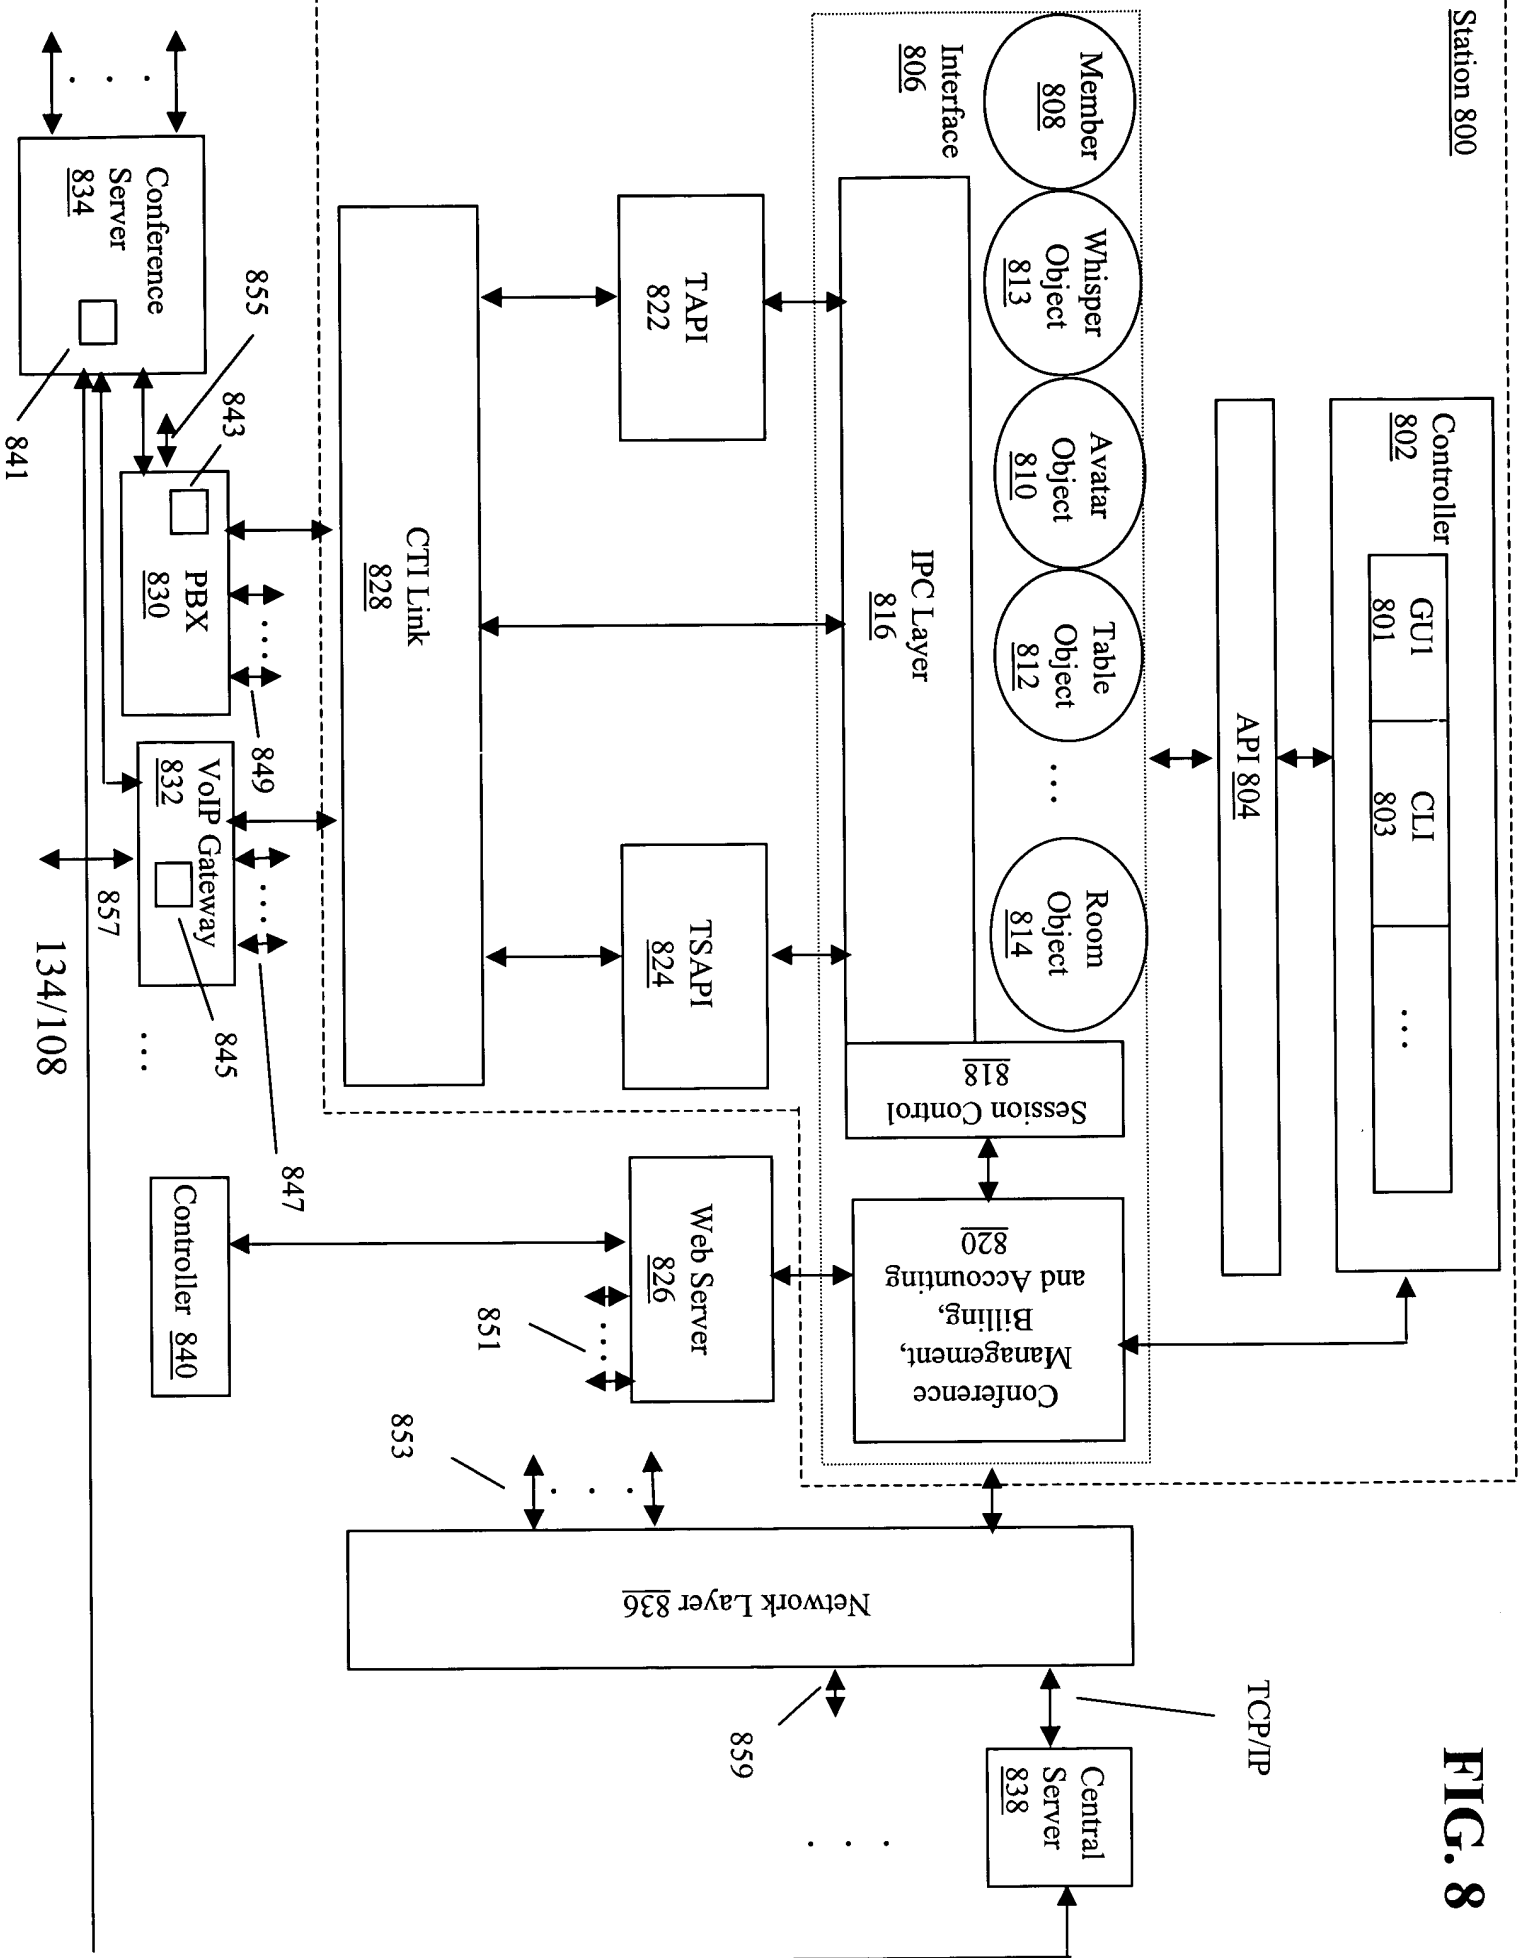 FIG. 8
Station 800
Controller
802
GU1
801
CLI
803
...
API 804
Member
808
Whisper
Object
813
Avatar
Object
810
Table
Object
812
...
Room
Object
814
Interface
806
IPC Layer
816
Session Control
818
Conference
Management,
Billing,
and Accounting
820
TCP/IP
Central
Server
838
...
Network Layer 836
859
853
TAPI
822
TSAPI
824
Web Server
826
851
CTI Link
828
Conference
Server
834
841
855
843
PBX
830
849
VoIP Gateway
832
845
847
857
...
Controller 840
134/108